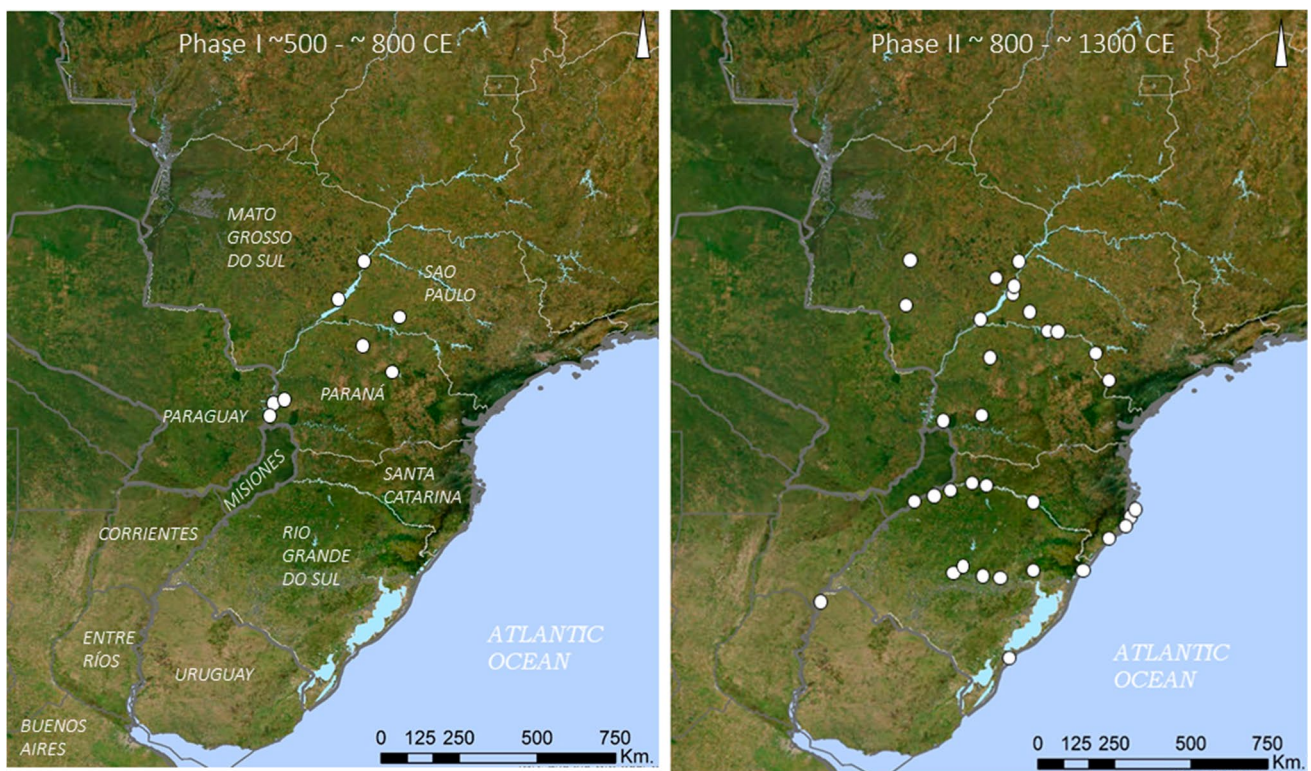 Phase I ~500 - ~ 800 CE
MATO
GROSSO
DO SUL
SAO
PAULO
PARANÁ
PARAGUAY
MISIONES
SANTA
CATARINA
CORRIENTES
RIO
GRANDE
DO SUL
ENTRE
RÍOS
URUGUAY
ATLANTIC
OCEAN
BUENOS
AIRES
0 125 250 500 750
Km.
Phase II ~ 800 - ~ 1300 CE
ATLANTIC
OCEAN
0 125 250 500 750
Km.